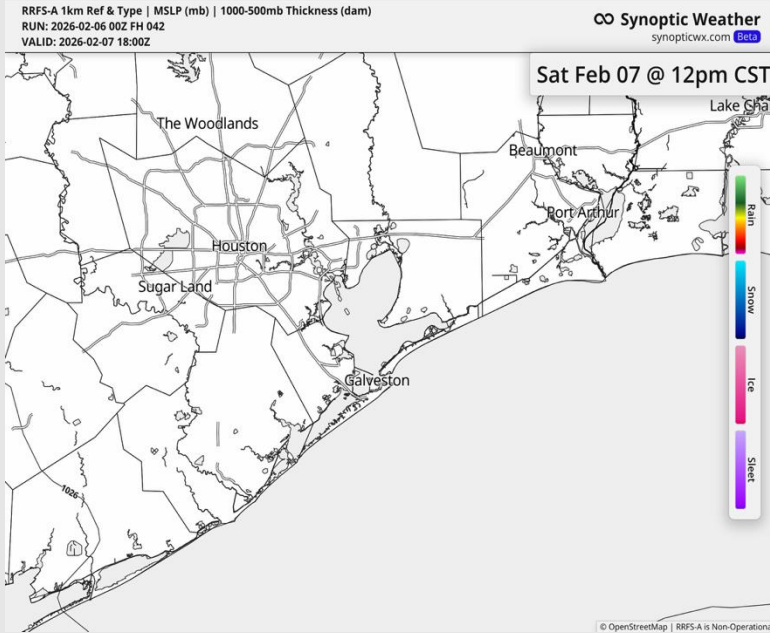 RRFS-A 1km Ref & Type | MSLP (mb) | 1000-500mb Thickness (dam)
RUN: 2026-02-06 00Z FH 042
VALID: 2026-02-07 18:00Z
Synoptic Weather
synopticwx.com Beta
Sat Feb 07 @ 12pm CST
Lake Cha
The Woodlands
Beaumont
Port Arthur
Houston
Sugar Land
Galveston
1026
Rain
Snow
Ice
Sleet
© OpenStreetMap | RRFS-A is Non-Operationa